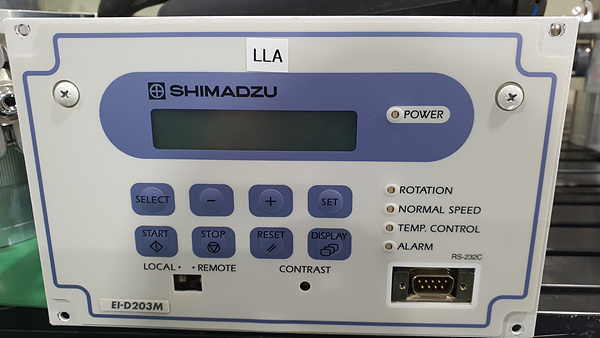 LLA
SHIMADZU
POWER
SELECT
−
+
SET
START
STOP
RESET
DISPLAY
ROTATION
NORMAL SPEED
TEMP. CONTROL
ALARM
LOCAL • • REMOTE
CONTRAST
RS-232C
EI-D203M